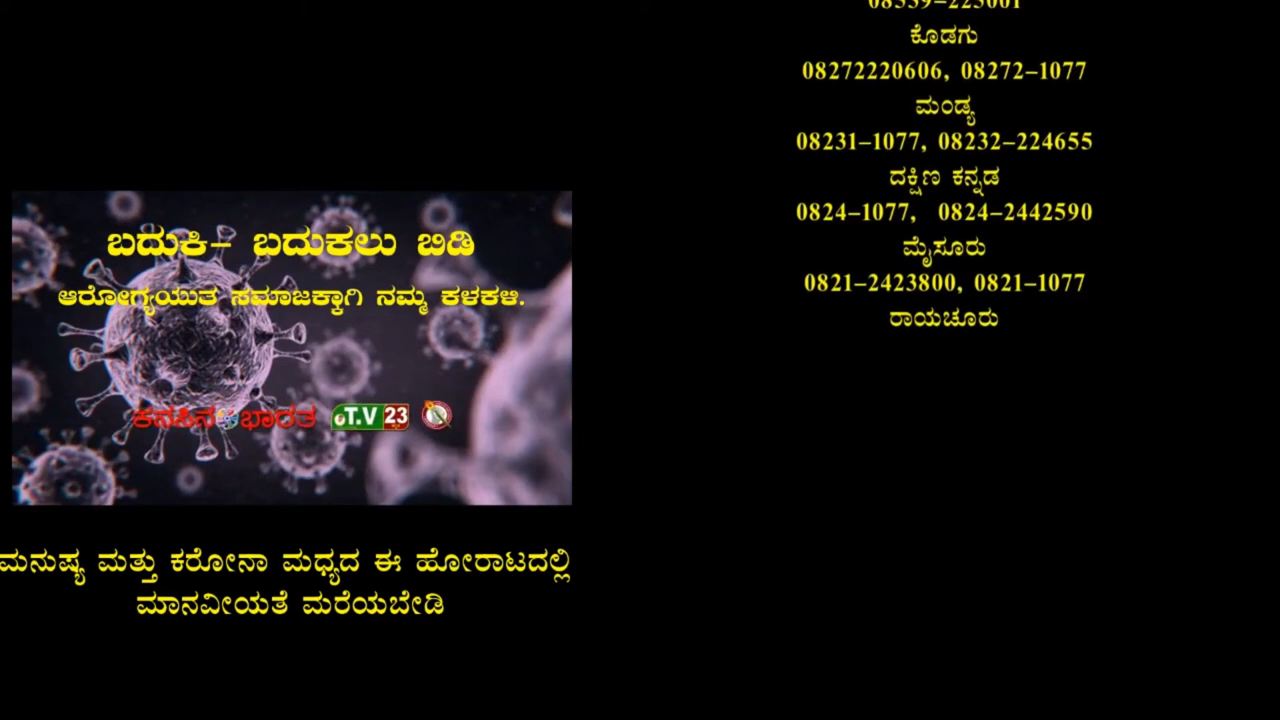 ಬದುಕಿ– ಬದುಕಲು ಬಿಡಿ
ಆರೋಗ್ಯಯುತ ಸಮಾಜಕ್ಕಾಗಿ ನಮ್ಮ ಕಳಕಳಿ.
ಕನಸಿನ ಭಾರತ eT.V 23
ಮನುಷ್ಯ ಮತ್ತು ಕರೋನಾ ಮಧ್ಯದ ಈ ಹೋರಾಟದಲ್ಲಿ
ಮಾನವೀಯತೆ ಮರೆಯಬೇಡಿ
ಕೊಡಗು
08272220606, 08272–1077
ಮಂಡ್ಯ
08231–1077, 08232–224655
ದಕ್ಷಿಣ ಕನ್ನಡ
0824–1077, 0824–2442590
ಮೈಸೂರು
0821–2423800, 0821–1077
ರಾಯಚೂರು